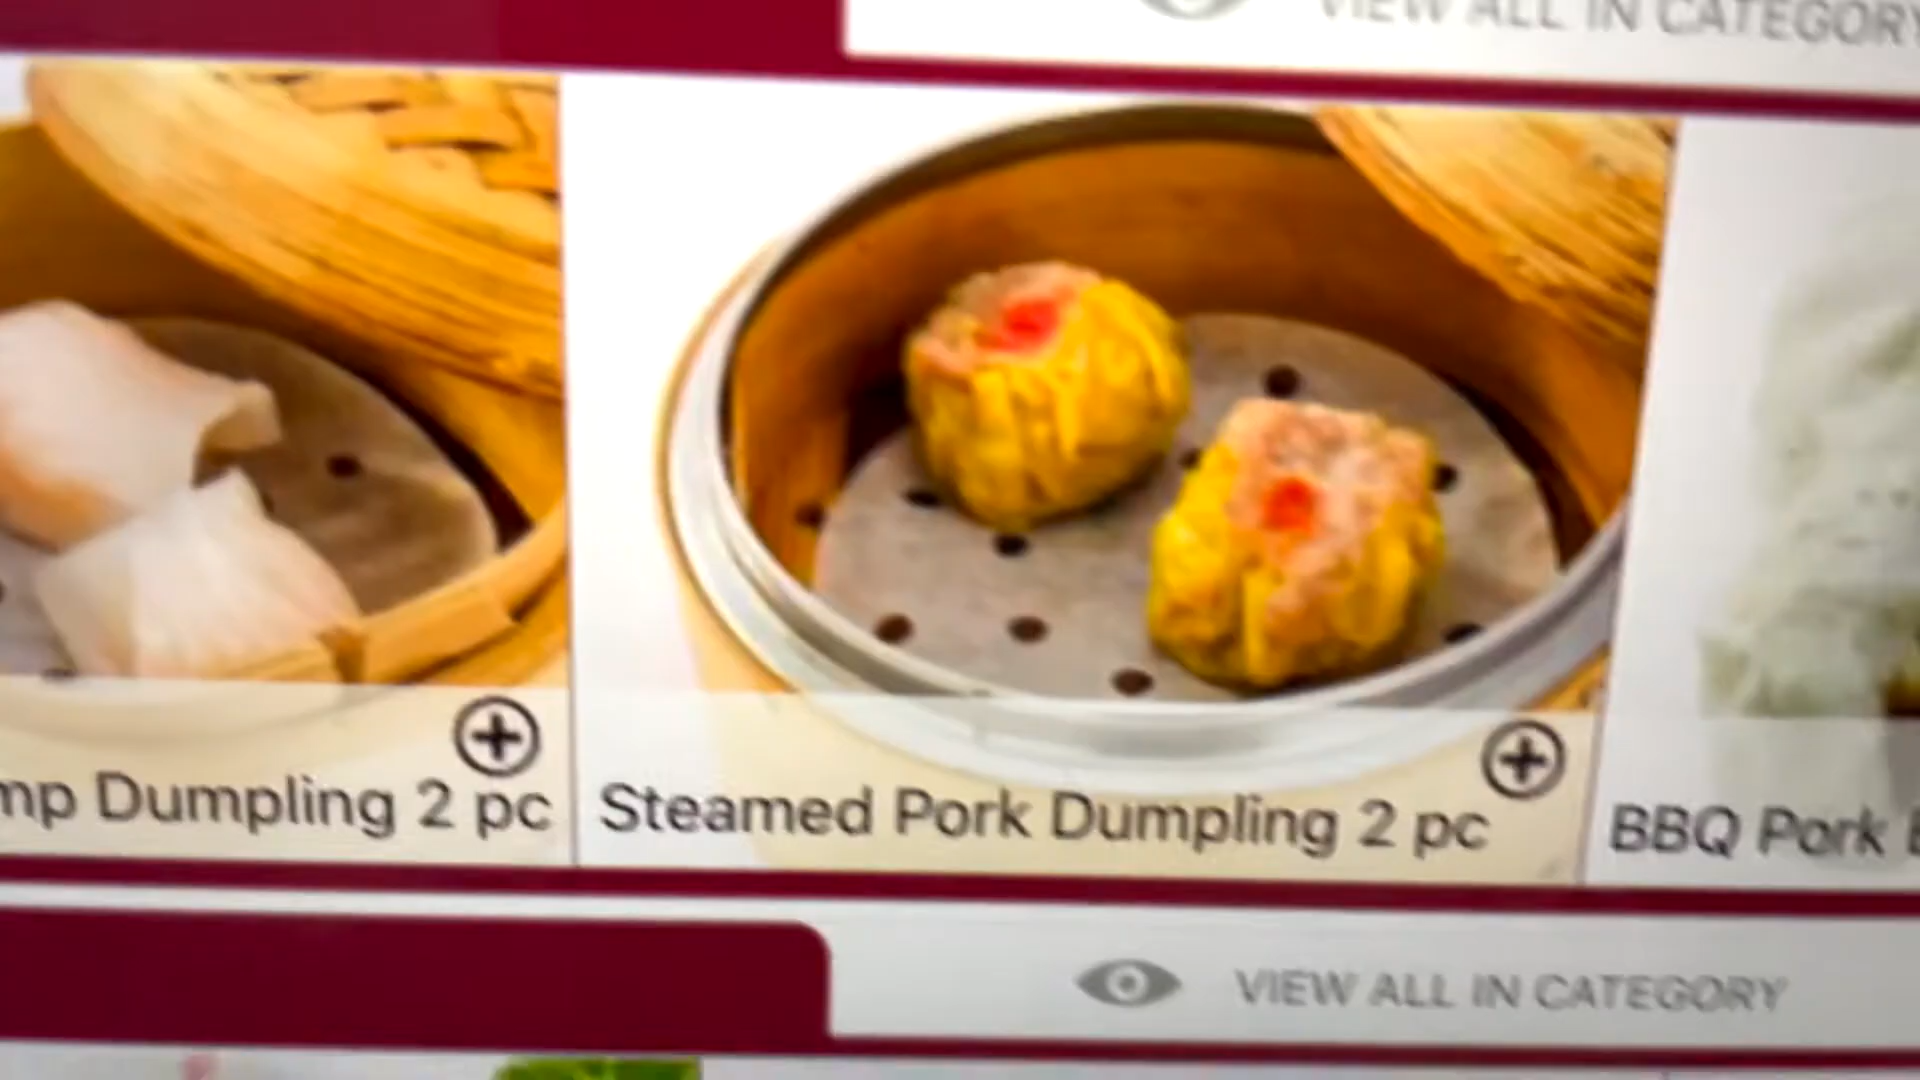 VIEW ALL IN CATEGORY
mp Dumpling 2 pc
Steamed Pork Dumpling 2 pc
BBQ Pork
VIEW ALL IN CATEGORY